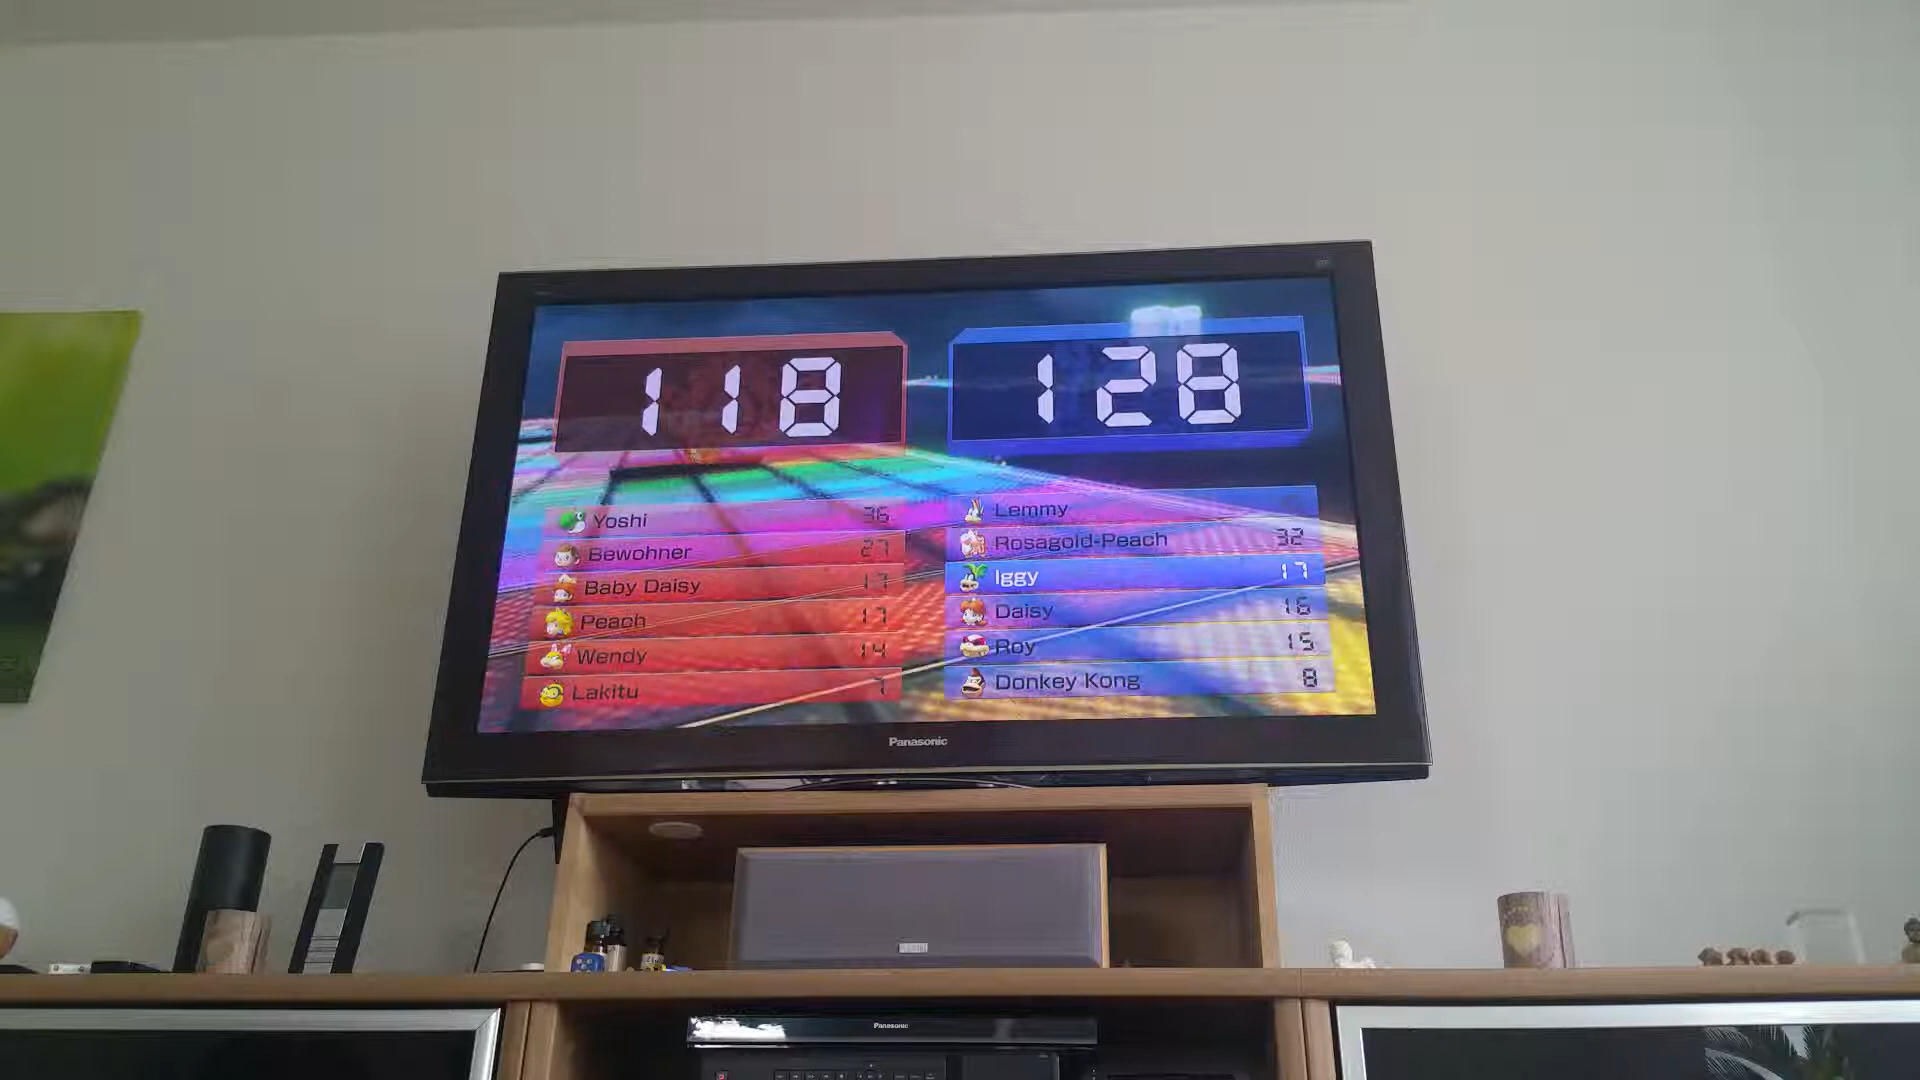 118
128
Yoshi 36
Bewohner 27
Baby Daisy 17
Peach 17
Wendy 14
Lakitu 7
Lemmy
Rosagold-Peach 32
Iggy 17
Daisy 16
Roy 15
Donkey Kong 8
Panasonic
Panasonic